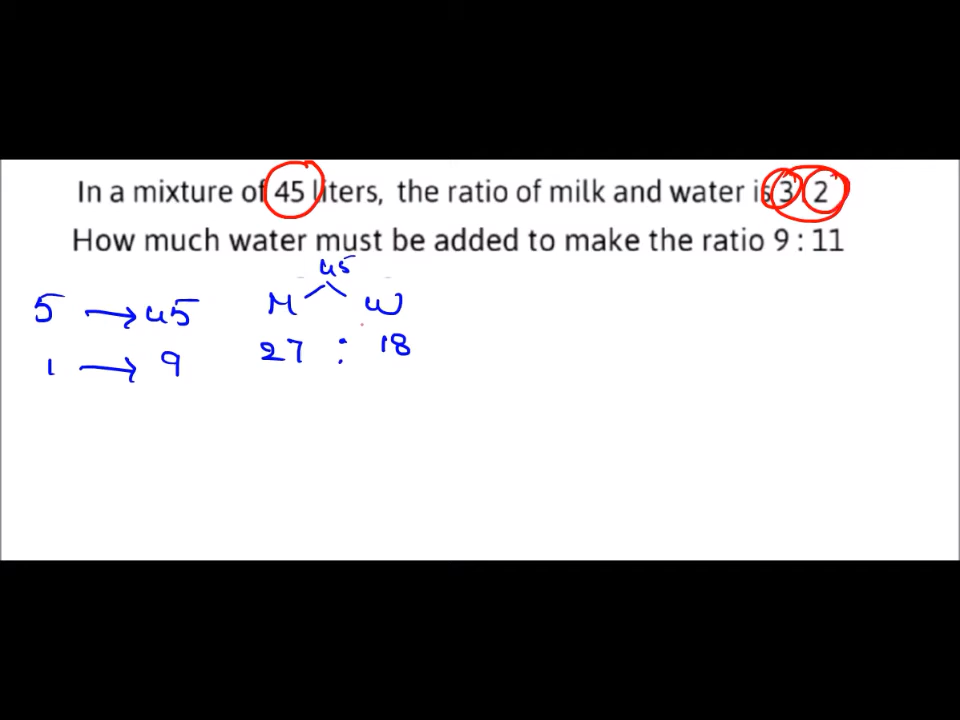 In a mixture of 45 liters, the ratio of milk and water is 3 : 2
How much water must be added to make the ratio 9 : 11
45
5 → 45 M W
27 : 18
1 → 9